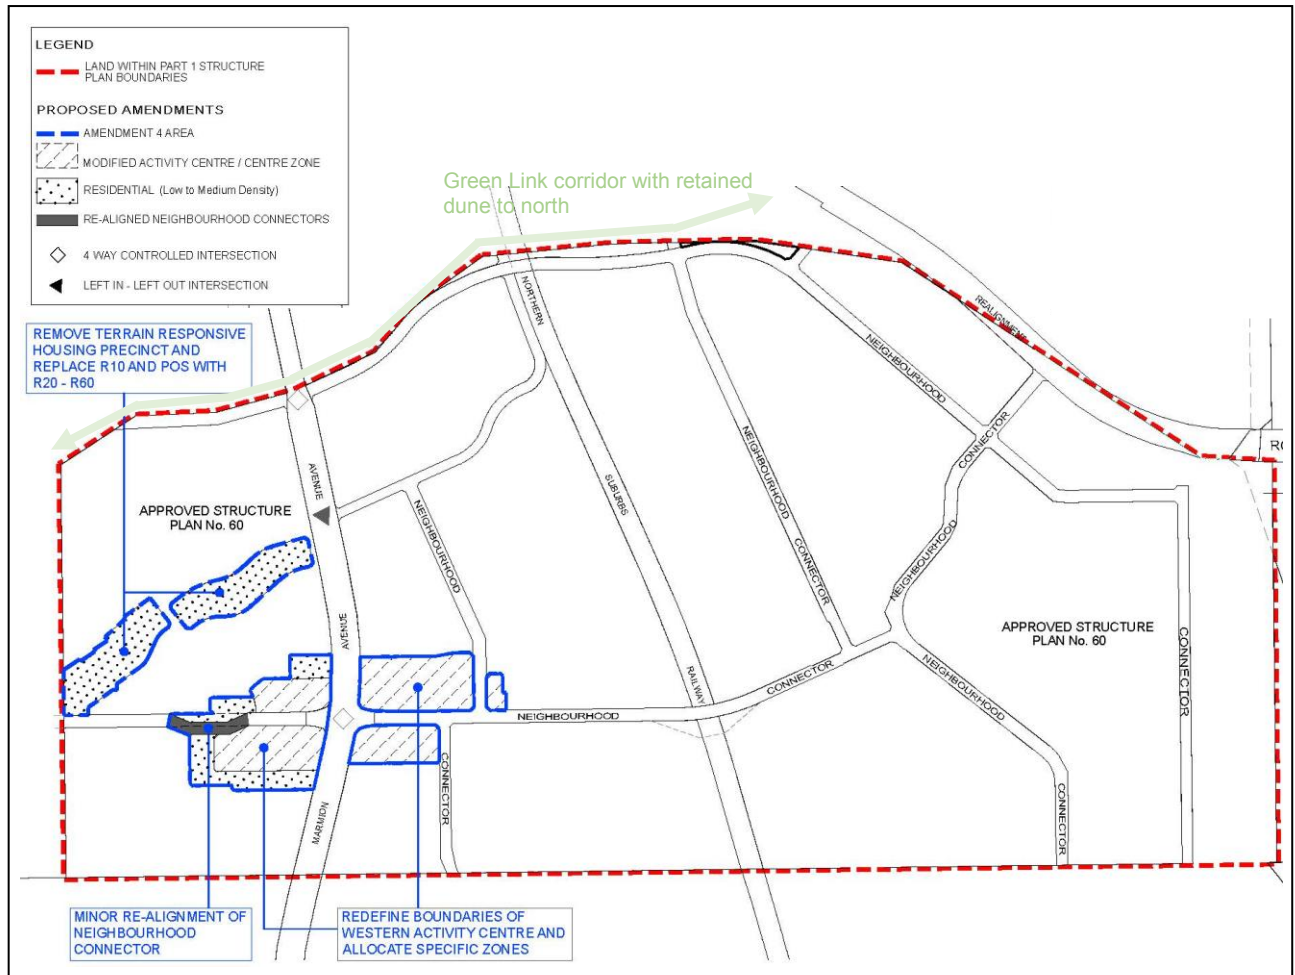 LEGEND
LAND WITHIN PART 1 STRUCTURE
PLAN BOUNDARIES
PROPOSED AMENDMENTS
AMENDMENT 4 AREA
MODIFIED ACTIVITY CENTRE / CENTRE ZONE
RESIDENTIAL (Low to Medium Density)
RE-ALIGNED NEIGHBOURHOOD CONNECTORS
4 WAY CONTROLLED INTERSECTION
LEFT IN - LEFT OUT INTERSECTION
Green Link corridor with retained
dune to north
REMOVE TERRAIN RESPONSIVE
HOUSING PRECINCT AND
REPLACE R10 AND POS WITH
R20 - R60
APPROVED STRUCTURE
PLAN No. 60
AVENUE
AVENUE
MARMION
NORTHERN
SUBURBS
RAILWAY
NEIGHBOURHOOD
NEIGHBOURHOOD
CONNECTOR
CONNECTOR
NEIGHBOURHOOD
CONNECTOR
NEIGHBOURHOOD
CONNECTOR
NEIGHBOURHOOD
REALIGNMENT
RO
NEIGHBOURHOOD
CONNECTOR
CONNECTOR
APPROVED STRUCTURE
PLAN No. 60
MINOR RE-ALIGNMENT OF
NEIGHBOURHOOD
CONNECTOR
REDEFINE BOUNDARIES OF
WESTERN ACTIVITY CENTRE AND
ALLOCATE SPECIFIC ZONES